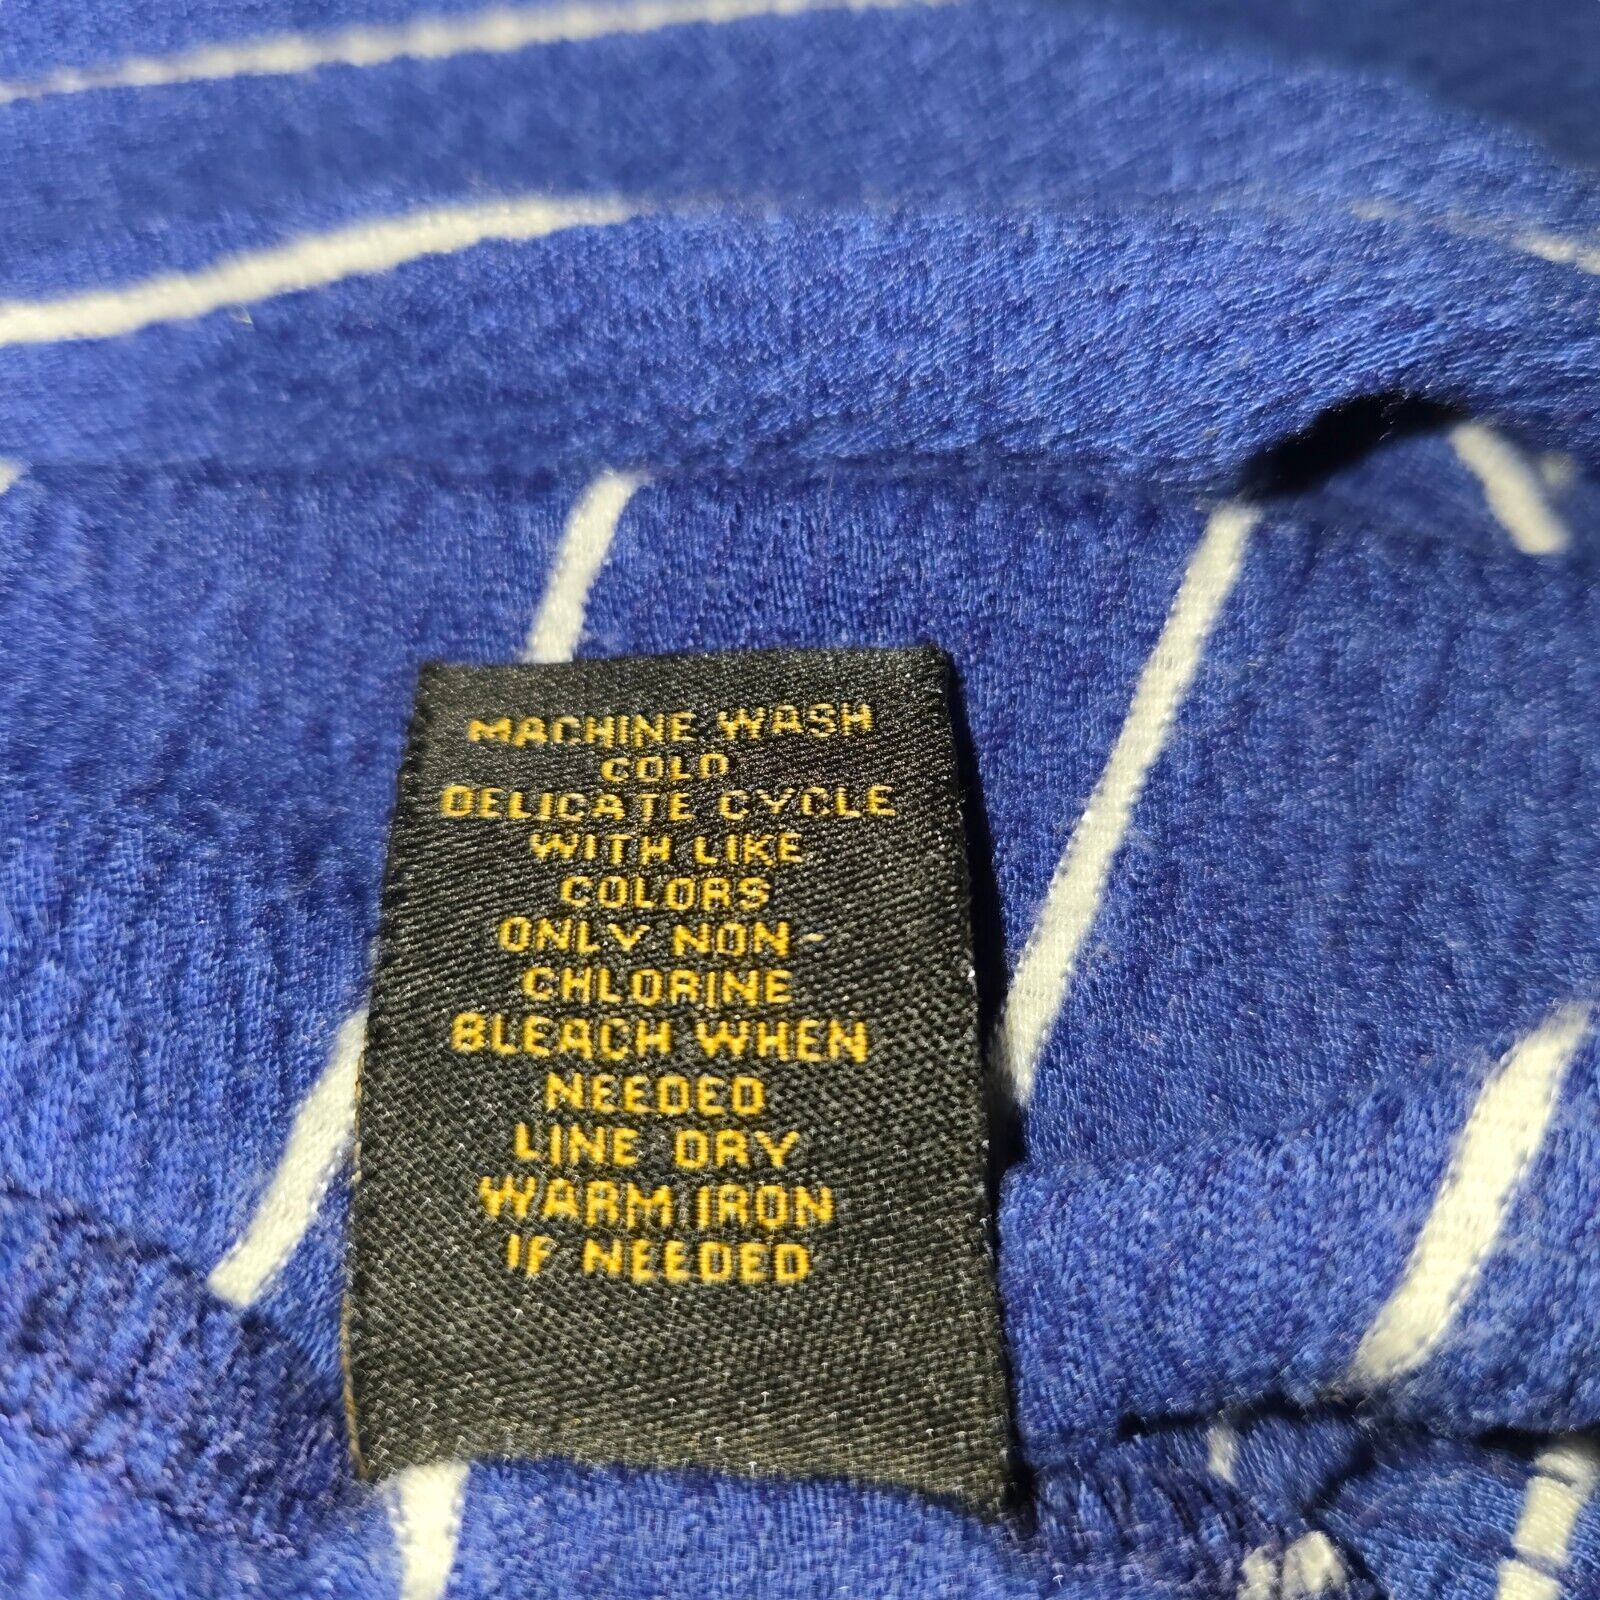 MACHINE WASH
COLD
DELICATE CYCLE
WITH LIKE
COLORS
ONLY NON-
CHLORINE
BLEACH WHEN
NEEDED
LINE DRY
WARM IRON
IF NEEDED